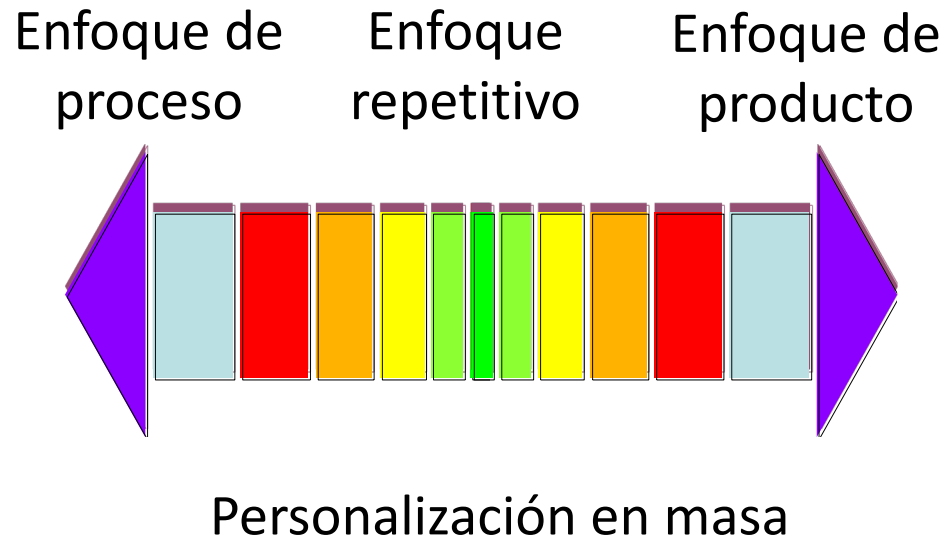 Enfoque de
proceso
Enfoque
repetitivo
Enfoque de
producto
Personalización en masa